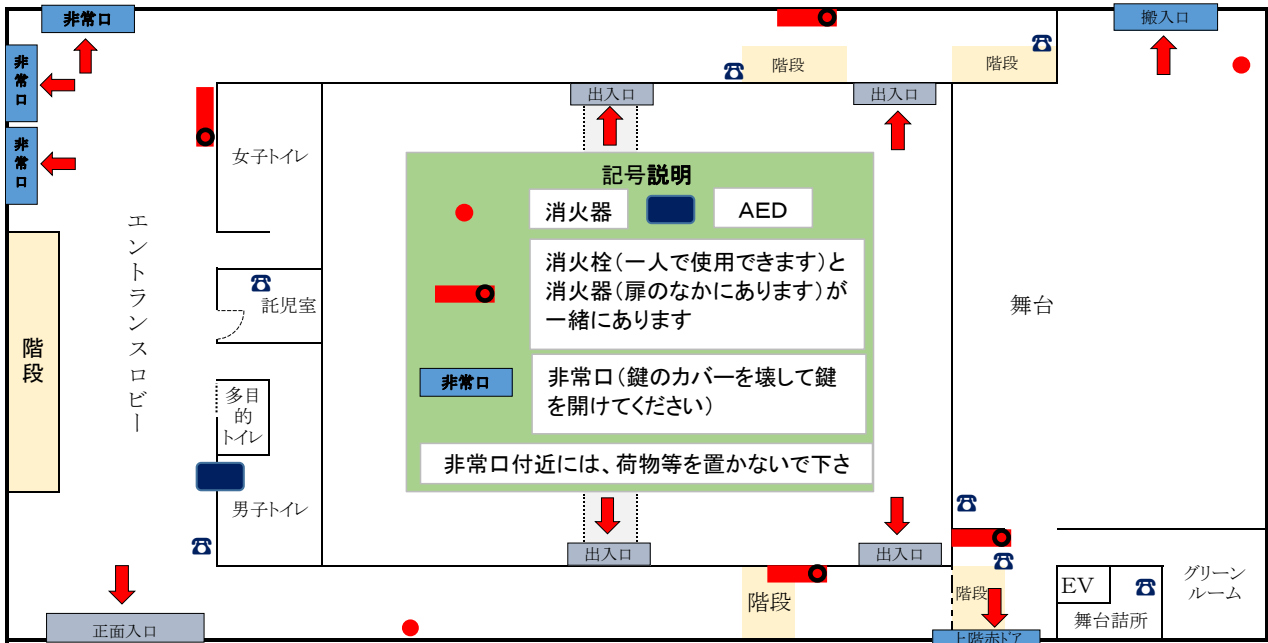 非常口
搬入口
非常口
階段
階段
出入口
出入口
非常口
女子トイレ
記号説明
消火器
AED
消火栓(一人で使用できます)と
消火器(扉のなかにあります)が
一緒にあります
非常口
非常口(鍵のカバーを壊して鍵
を開けてください)
非常口付近には、荷物等を置かないで下さ
エントランスロビー
託児室
舞台
階段
多目
的
トイレ
男子トイレ
出入口
出入口
階段
階段
EV
グリーン
ルーム
舞台詰所
正面入口
上階赤ドア